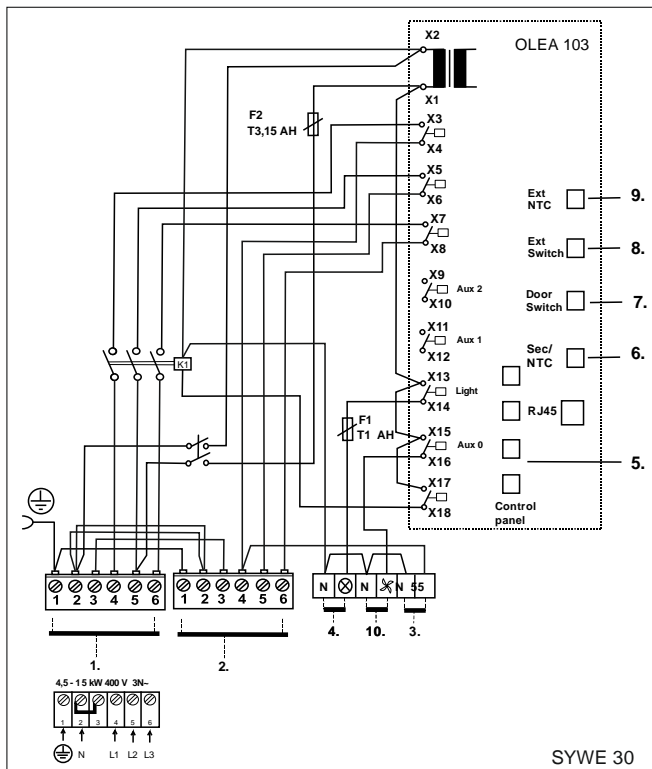 X2
OLEA 103
X1
F2
T3,15 AH
X3
X4
X5
X6
Ext
NTC
9.
X7
X8
Ext
Switch
8.
X9
Aux 2
X10
Door
Switch
7.
X11
Aux 1
X12
Sec/
NTC
6.
K1
X13
Light
X14
RJ45
F1
T1 AH
X15
Aux 0
X16
5.
X17
X18
Control
panel
1 2 3 4 5 6
1 2 3 4 5 6
N N N 55
4. 10. 3.
1. 2.
4,5 - 15 kW 400 V 3N~
1 2 3 4 5 6
N L1 L2 L3
SYWE 30